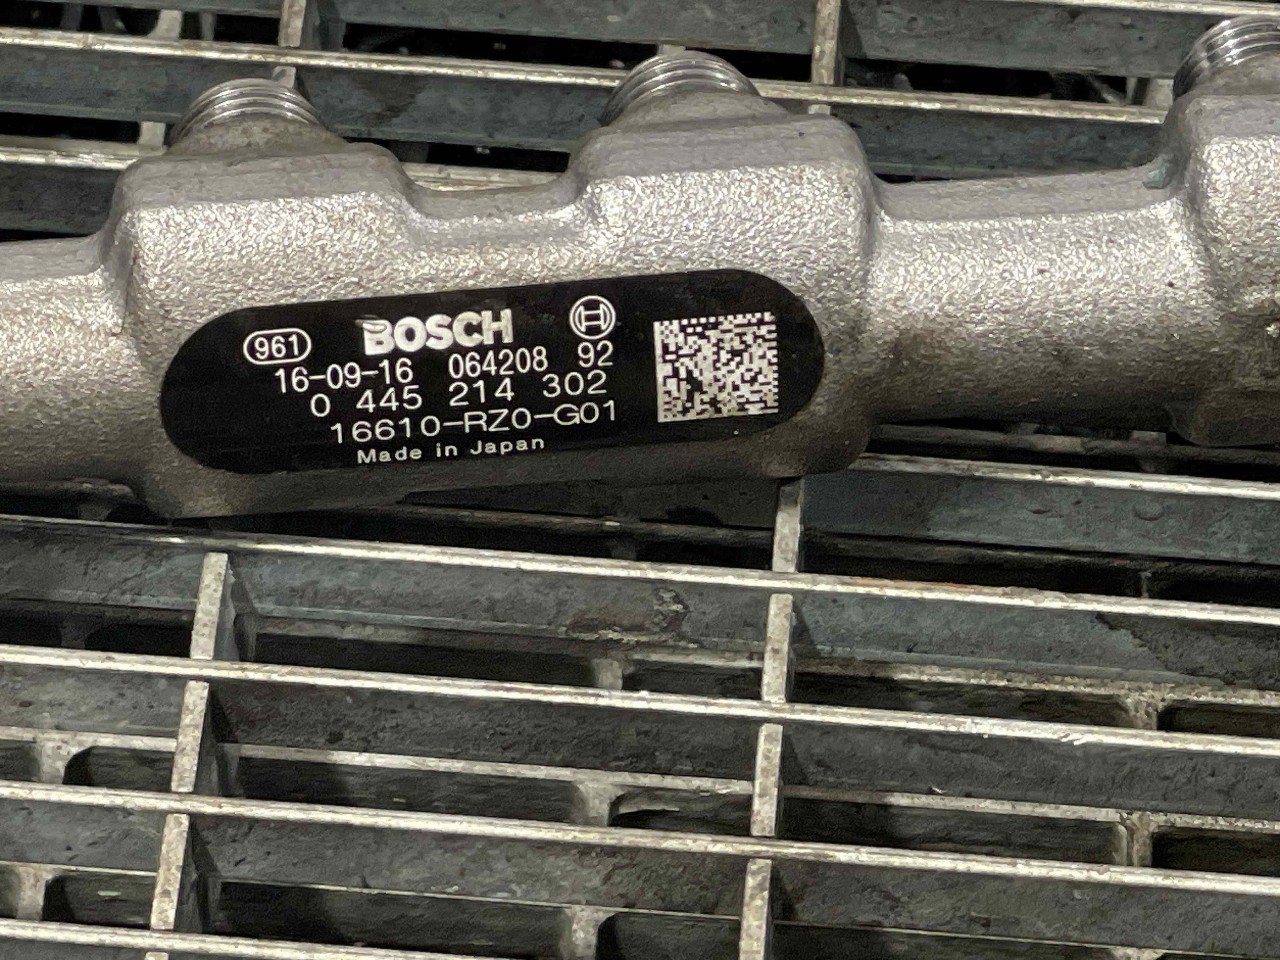 961 BOSCH
16-09-16 064208 92
0 445 214 302
16610-RZ0-G01
Made in Japan